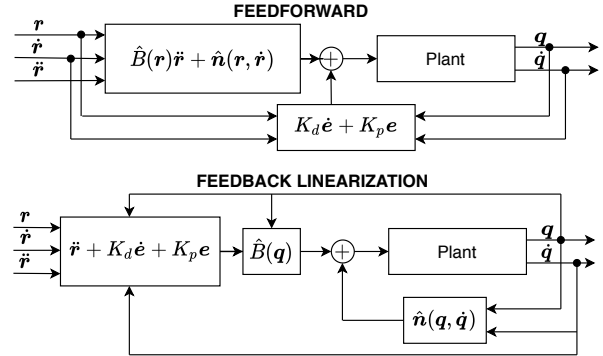 FEEDFORWARD
r
ṙ
r̈
B̂(r)r̈ + n̂(r, ṙ)
Plant
q
q̇
K_d ė + K_p e
FEEDBACK LINEARIZATION
r
ṙ
r̈
r̈ + K_d ė + K_p e
B̂(q)
Plant
q
q̇
n̂(q, q̇)